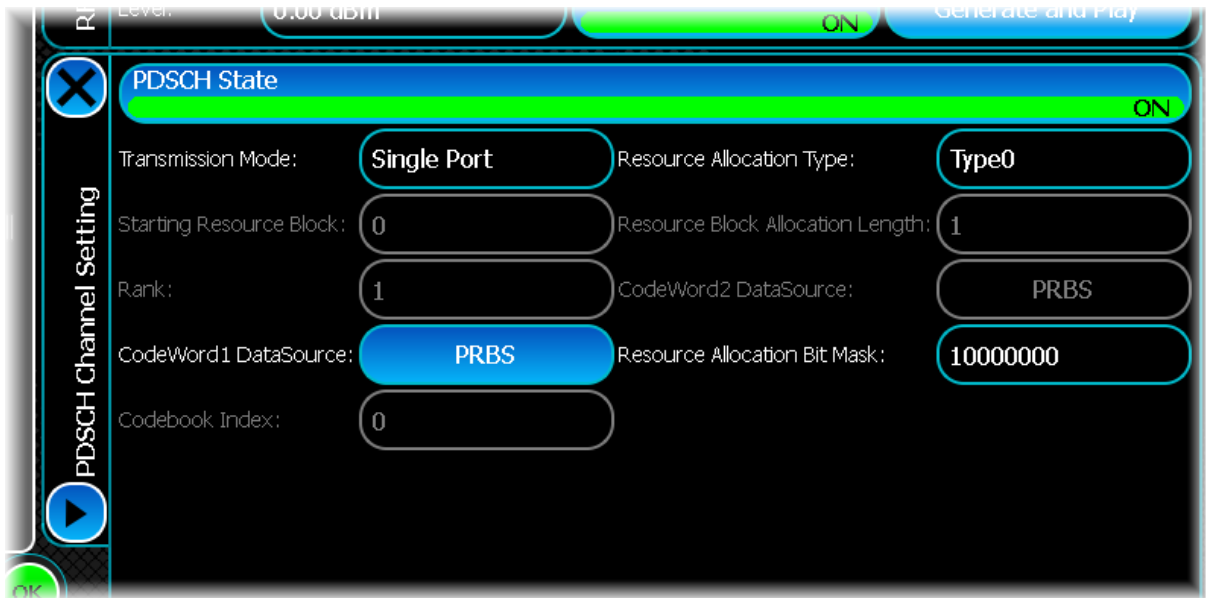 Level:
0.00 dBm
ON
Generate and Play
PDSCH State
ON
PDSCH Channel Setting
Transmission Mode:
Single Port
Resource Allocation Type:
Type0
Starting Resource Block:
0
Resource Block Allocation Length:
1
Rank:
1
CodeWord2 DataSource:
PRBS
CodeWord1 DataSource:
PRBS
Resource Allocation Bit Mask:
10000000
Codebook Index:
0
OK